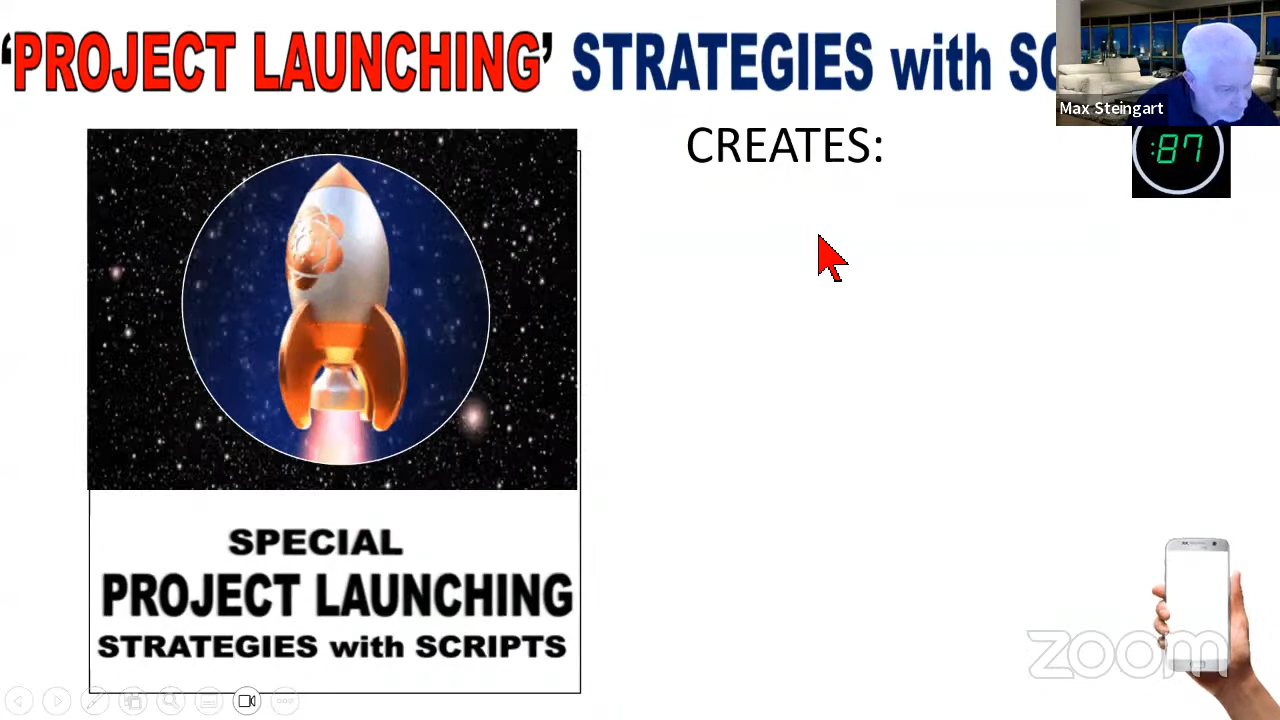 ‘PROJECT LAUNCHING’ STRATEGIES with SC
Max Steingart
CREATES:
:87
SPECIAL
PROJECT LAUNCHING
STRATEGIES with SCRIPTS
zoom